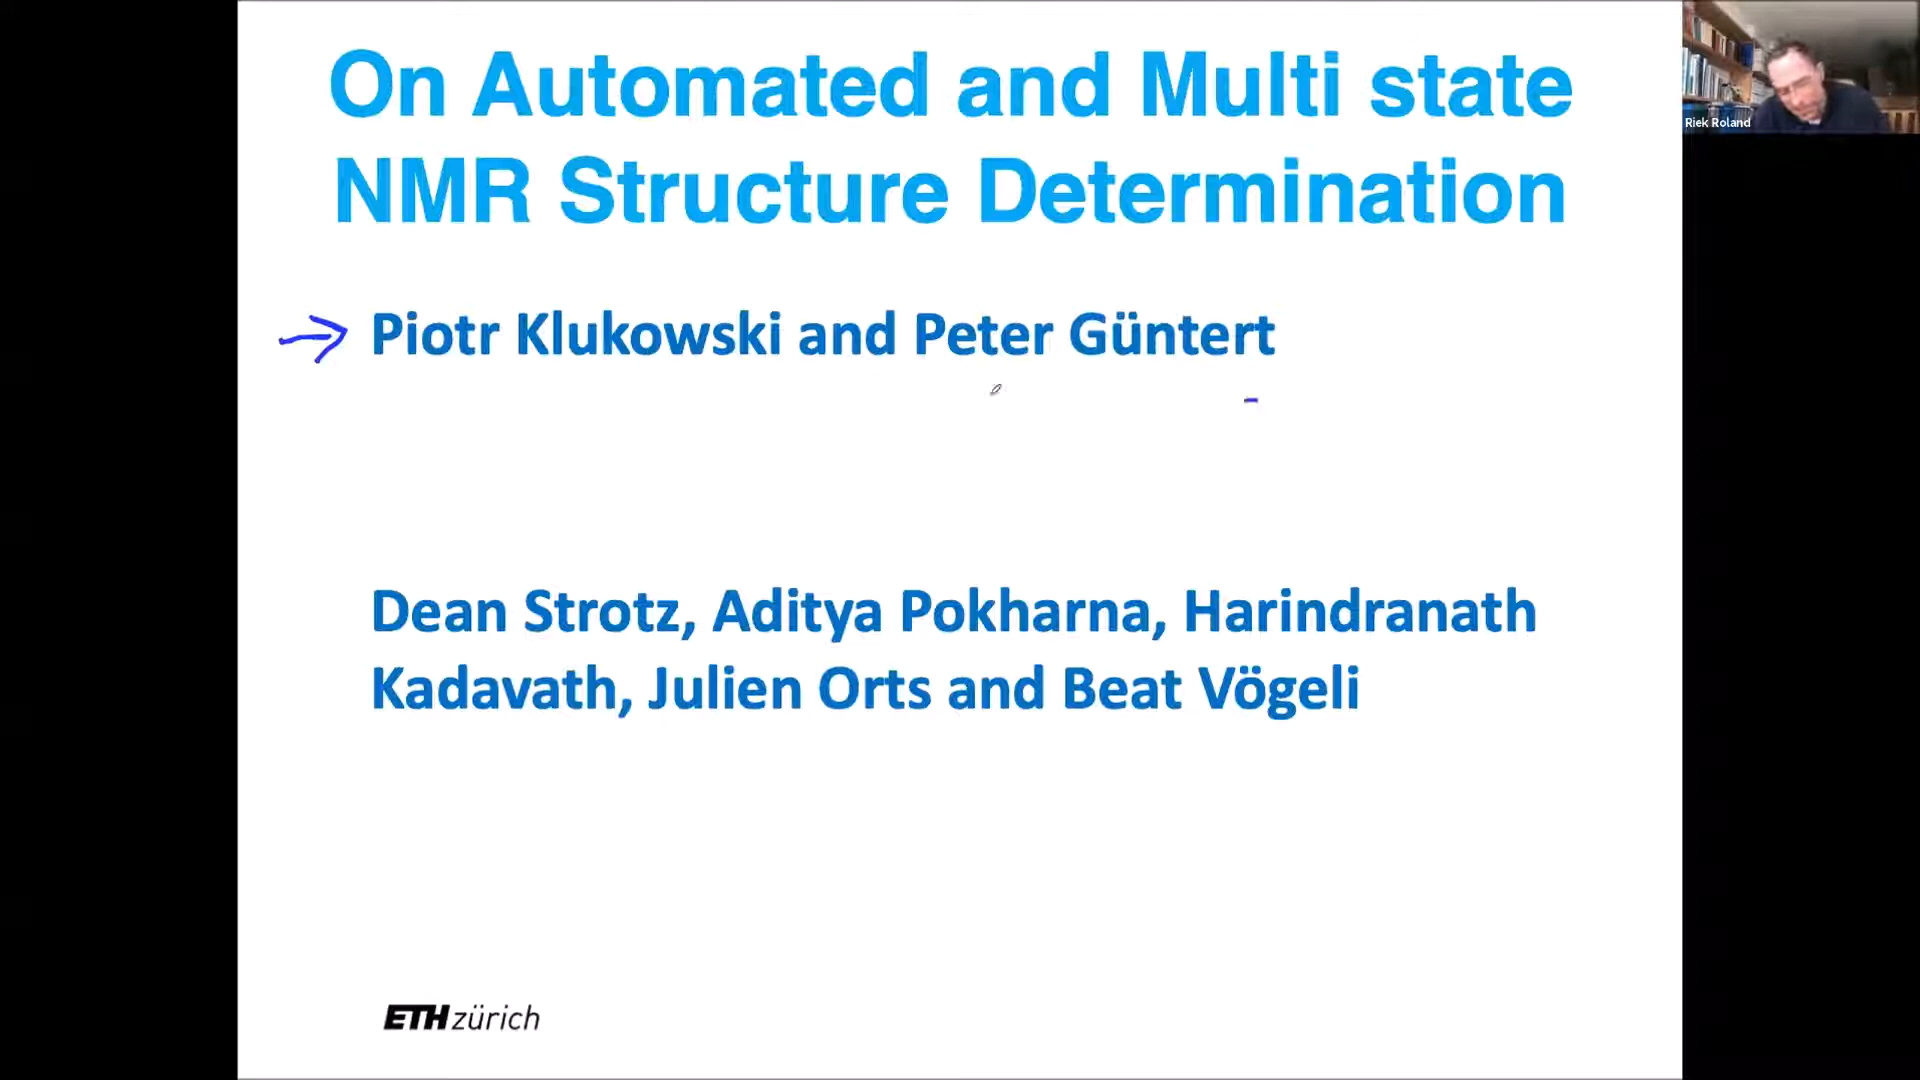 On Automated and Multi state
NMR Structure Determination
Riek Roland
Piotr Klukowski and Peter Güntert
Dean Strotz, Aditya Pokharna, Harindranath
Kadavath, Julien Orts and Beat Vögeli
ETH zürich